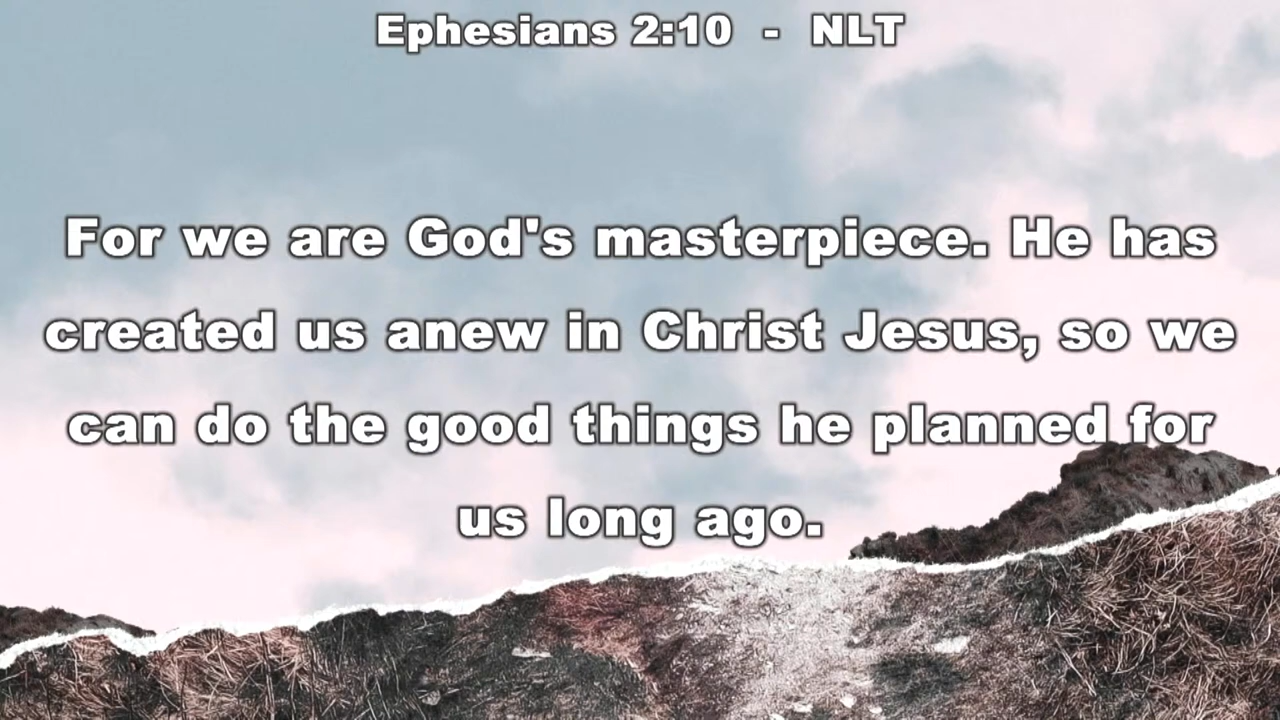 Ephesians 2:10 - NLT
For we are God's masterpiece. He has
created us anew in Christ Jesus, so we
can do the good things he planned for
us long ago.